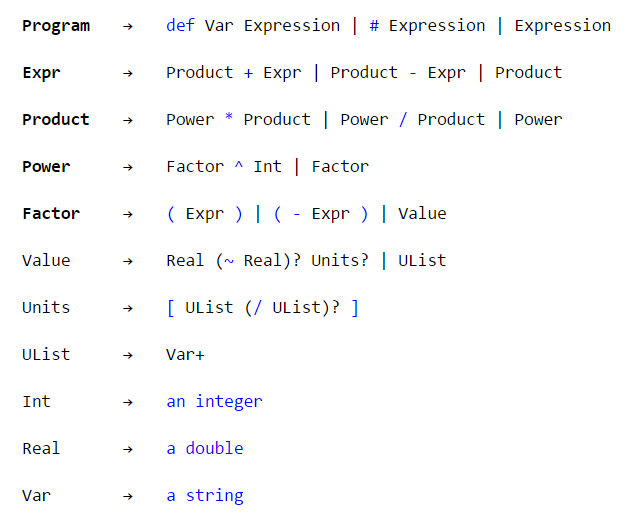 Program → def Var Expression | # Expression | Expression
Expr → Product + Expr | Product - Expr | Product
Product → Power * Product | Power / Product | Power
Power → Factor ^ Int | Factor
Factor → ( Expr ) | ( - Expr ) | Value
Value → Real (~ Real)? Units? | UList
Units → [ UList (/ UList)? ]
UList → Var+
Int → an integer
Real → a double
Var → a string